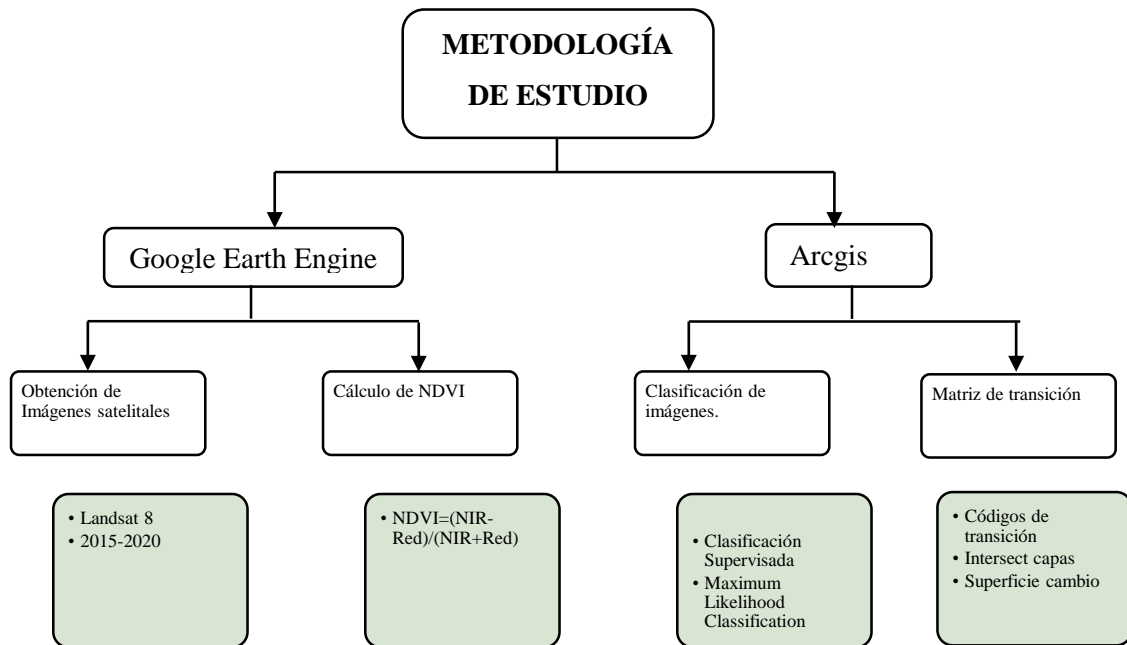 METODOLOGÍA
DE ESTUDIO
Google Earth Engine
Arcgis
Obtención de
Imágenes satelitales
Cálculo de NDVI
Clasificación de
imágenes.
Matriz de transición
• Landsat 8
• 2015-2020
• NDVI=(NIR-
Red)/(NIR+Red)
• Clasificación
Supervisada
• Maximum
Likelihood
Classification
• Códigos de
transición
• Intersect capas
• Superficie cambio